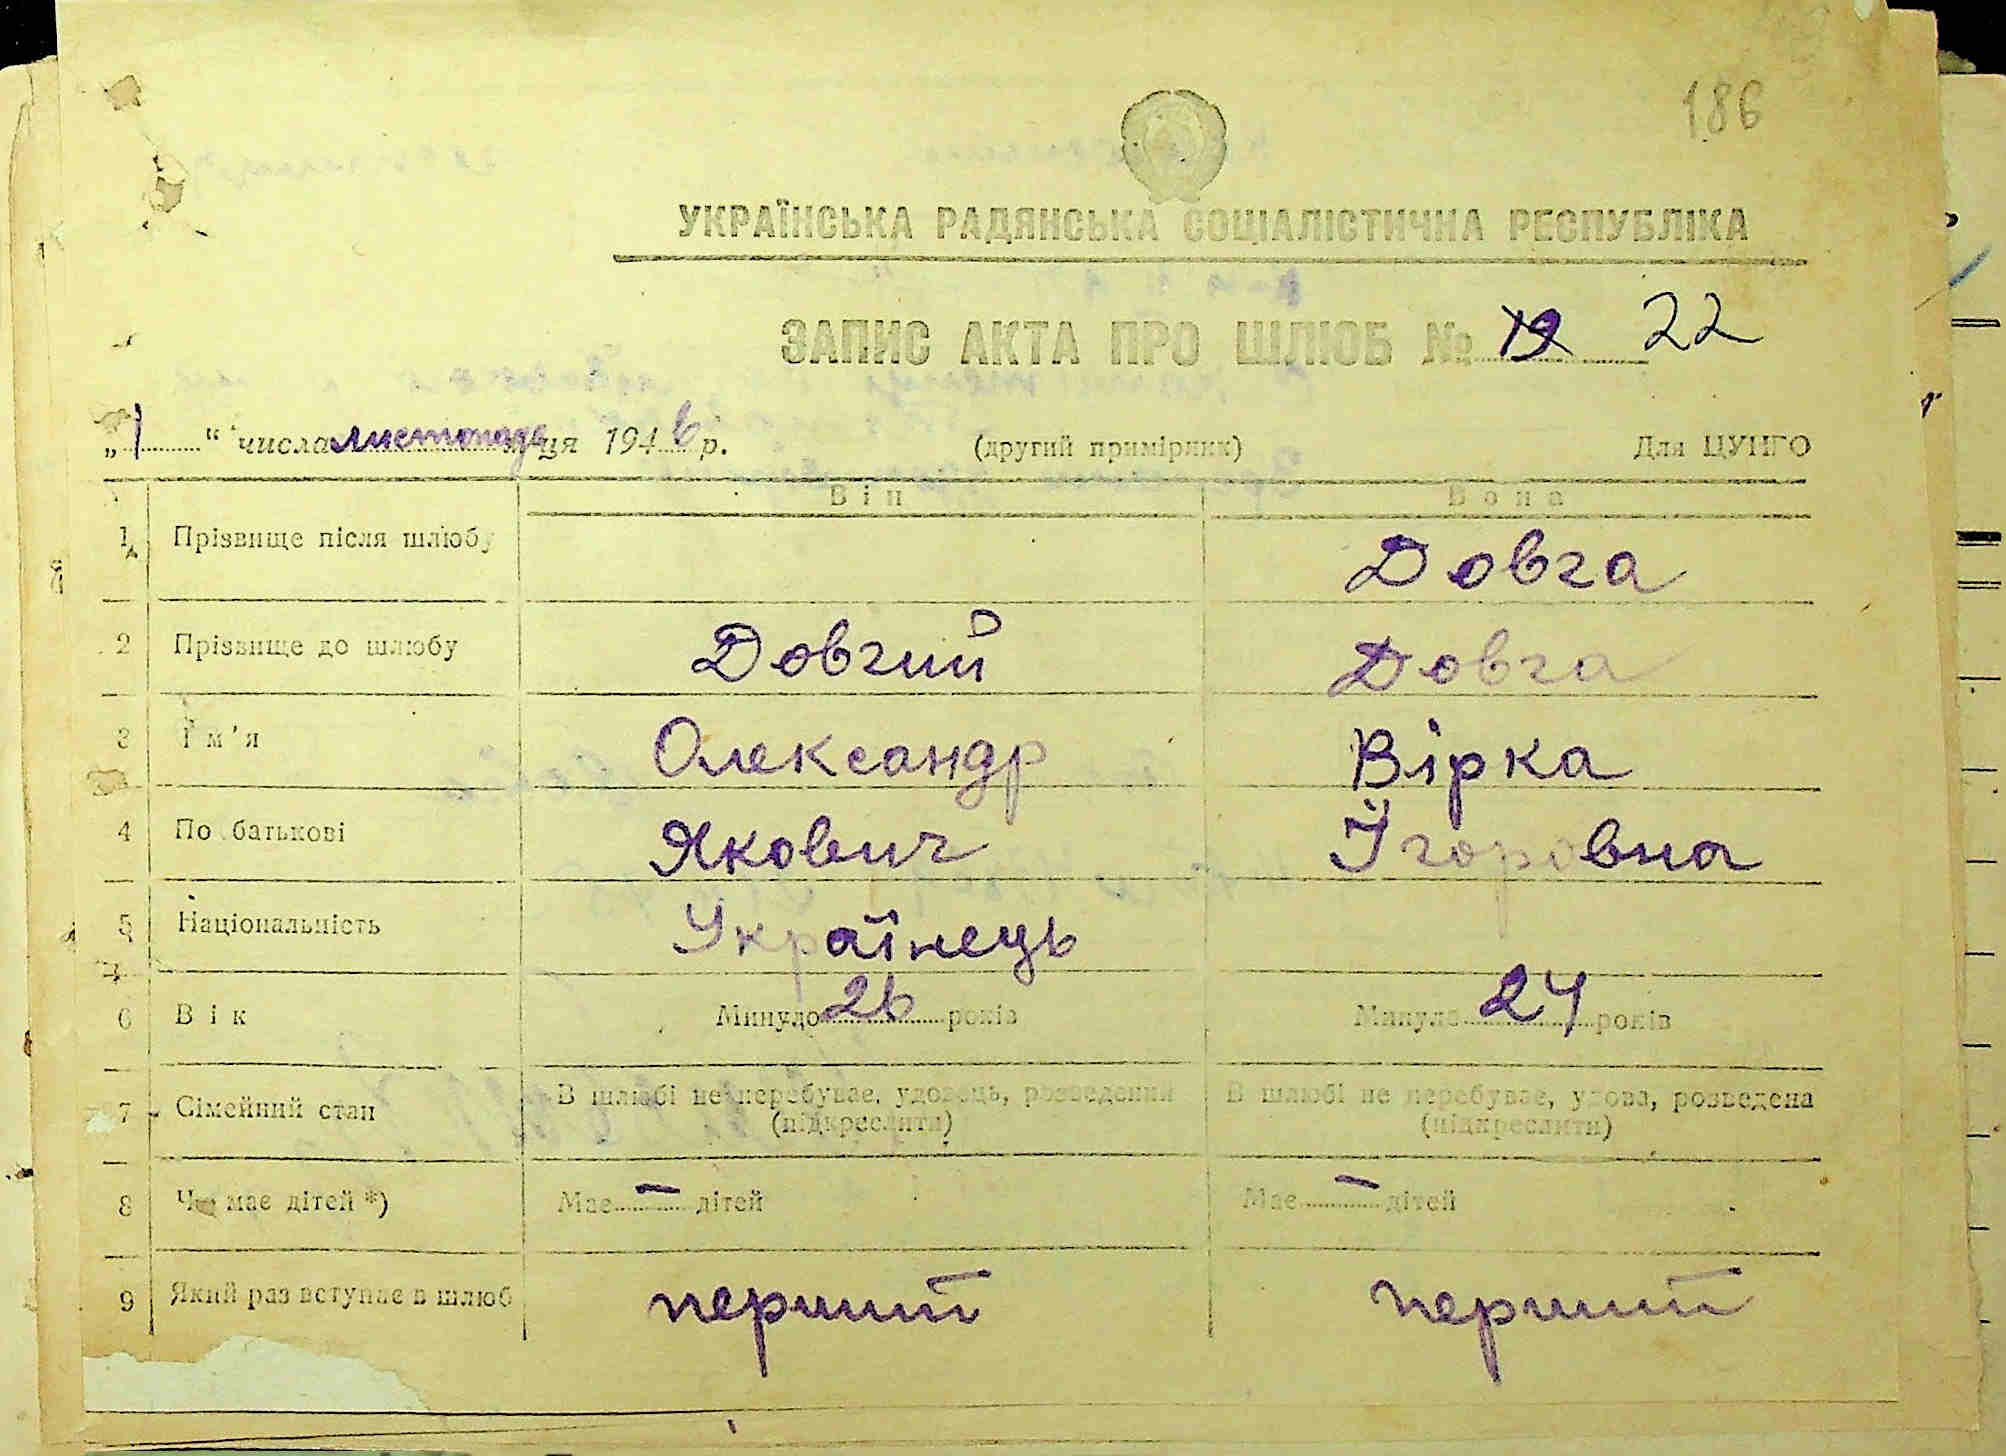 186
УКРАЇНСЬКА РАДЯНСЬКА СОЦІАЛІСТИЧНА РЕСПУБЛІКА
ЗАПИС АКТА ПРО ШЛЮБ № 19 22
„1“ числа листопада м-ця 1946 р. (другий примірник) Для ЦУНГО
Він Вона
1 Прізвище після шлюбу Довга
2 Прізвище до шлюбу Довгий Довга
3 Ім'я Олександр Вірка
4 По батькові Якович Ігоровна
5 Національність Українець
6 Вік Минуло 26 років Минуло 24 років
7 Сімейний стан В шлюбі не перебуває, удовець, розведений В шлюбі не перебуває, удова, розведена
(підкреслити) (підкреслити)
8 Чи має дітей *) Має — дітей Має — дітей
9 Який раз вступає в шлюб перший перший